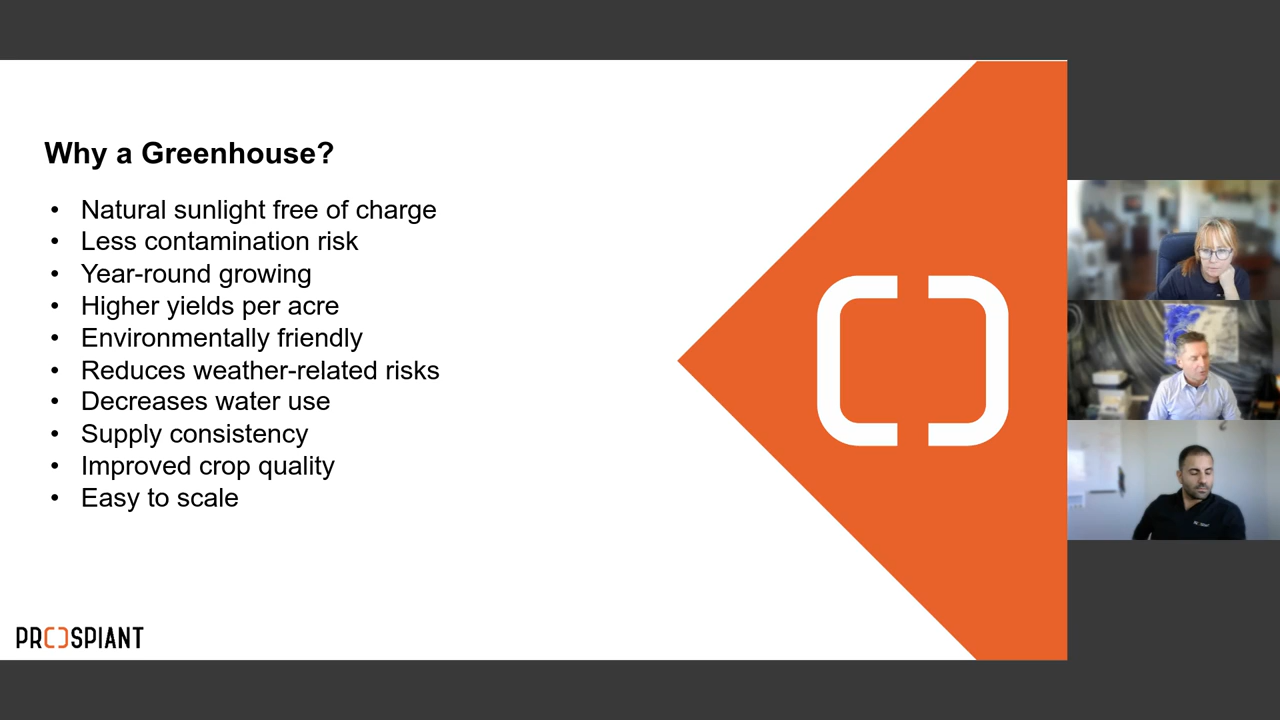 Why a Greenhouse?
• Natural sunlight free of charge
• Less contamination risk
• Year-round growing
• Higher yields per acre
• Environmentally friendly
• Reduces weather-related risks
• Decreases water use
• Supply consistency
• Improved crop quality
• Easy to scale
PROSPIANT